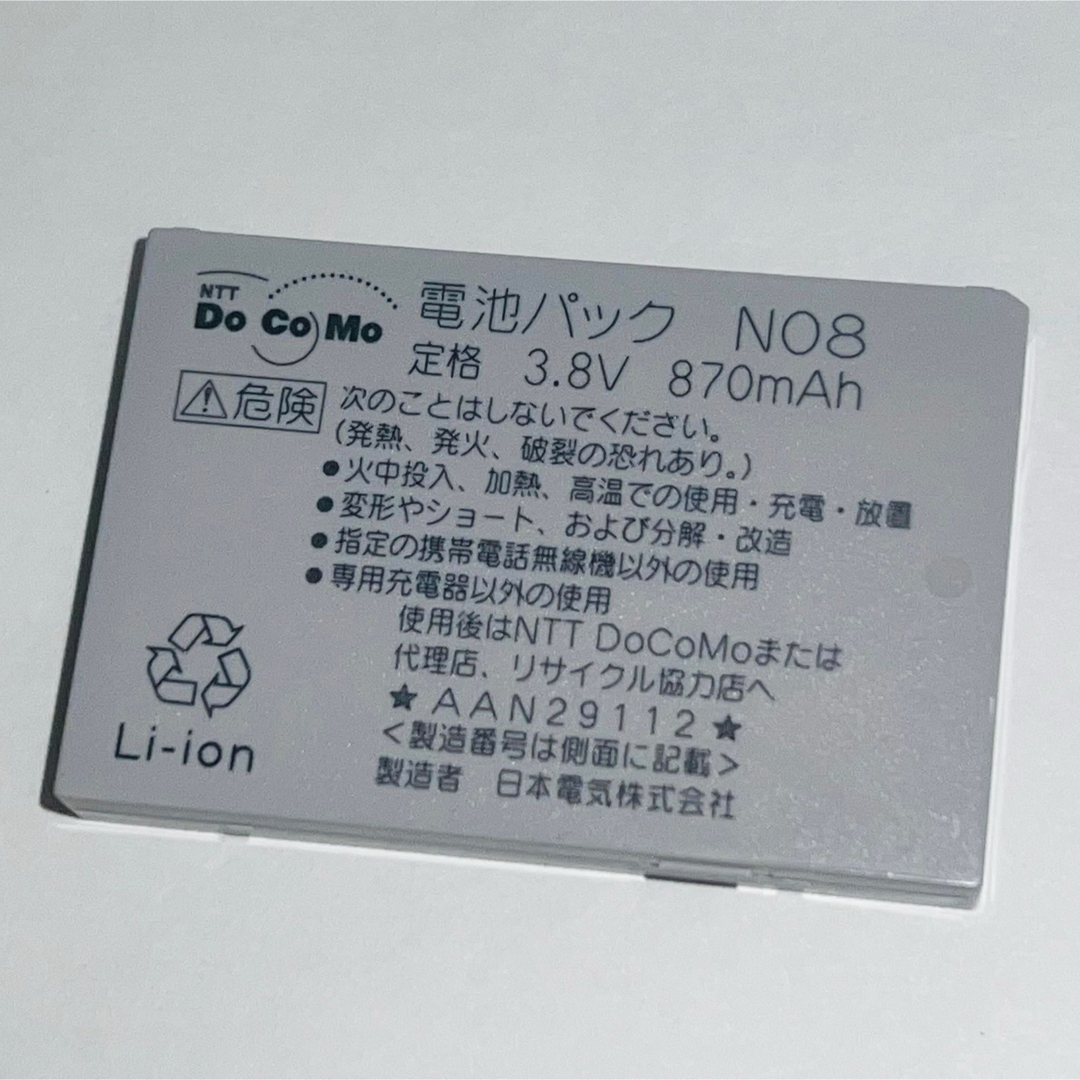 NTT
DoCoMo
電池パック N08
定格 3.8V 870mAh
⚠危険
次のことはしないでください。
(発熱、発火、破裂の恐れあり。)
●火中投入、加熱、高温での使用・充電・放置
●変形やショート、および分解・改造
●指定の携帯電話無線機以外の使用
●専用充電器以外の使用
使用後はNTT DoCoMoまたは
代理店、リサイクル協力店へ
★AAN29112★
<製造番号は側面に記載>
製造者 日本電気株式会社
Li-ion